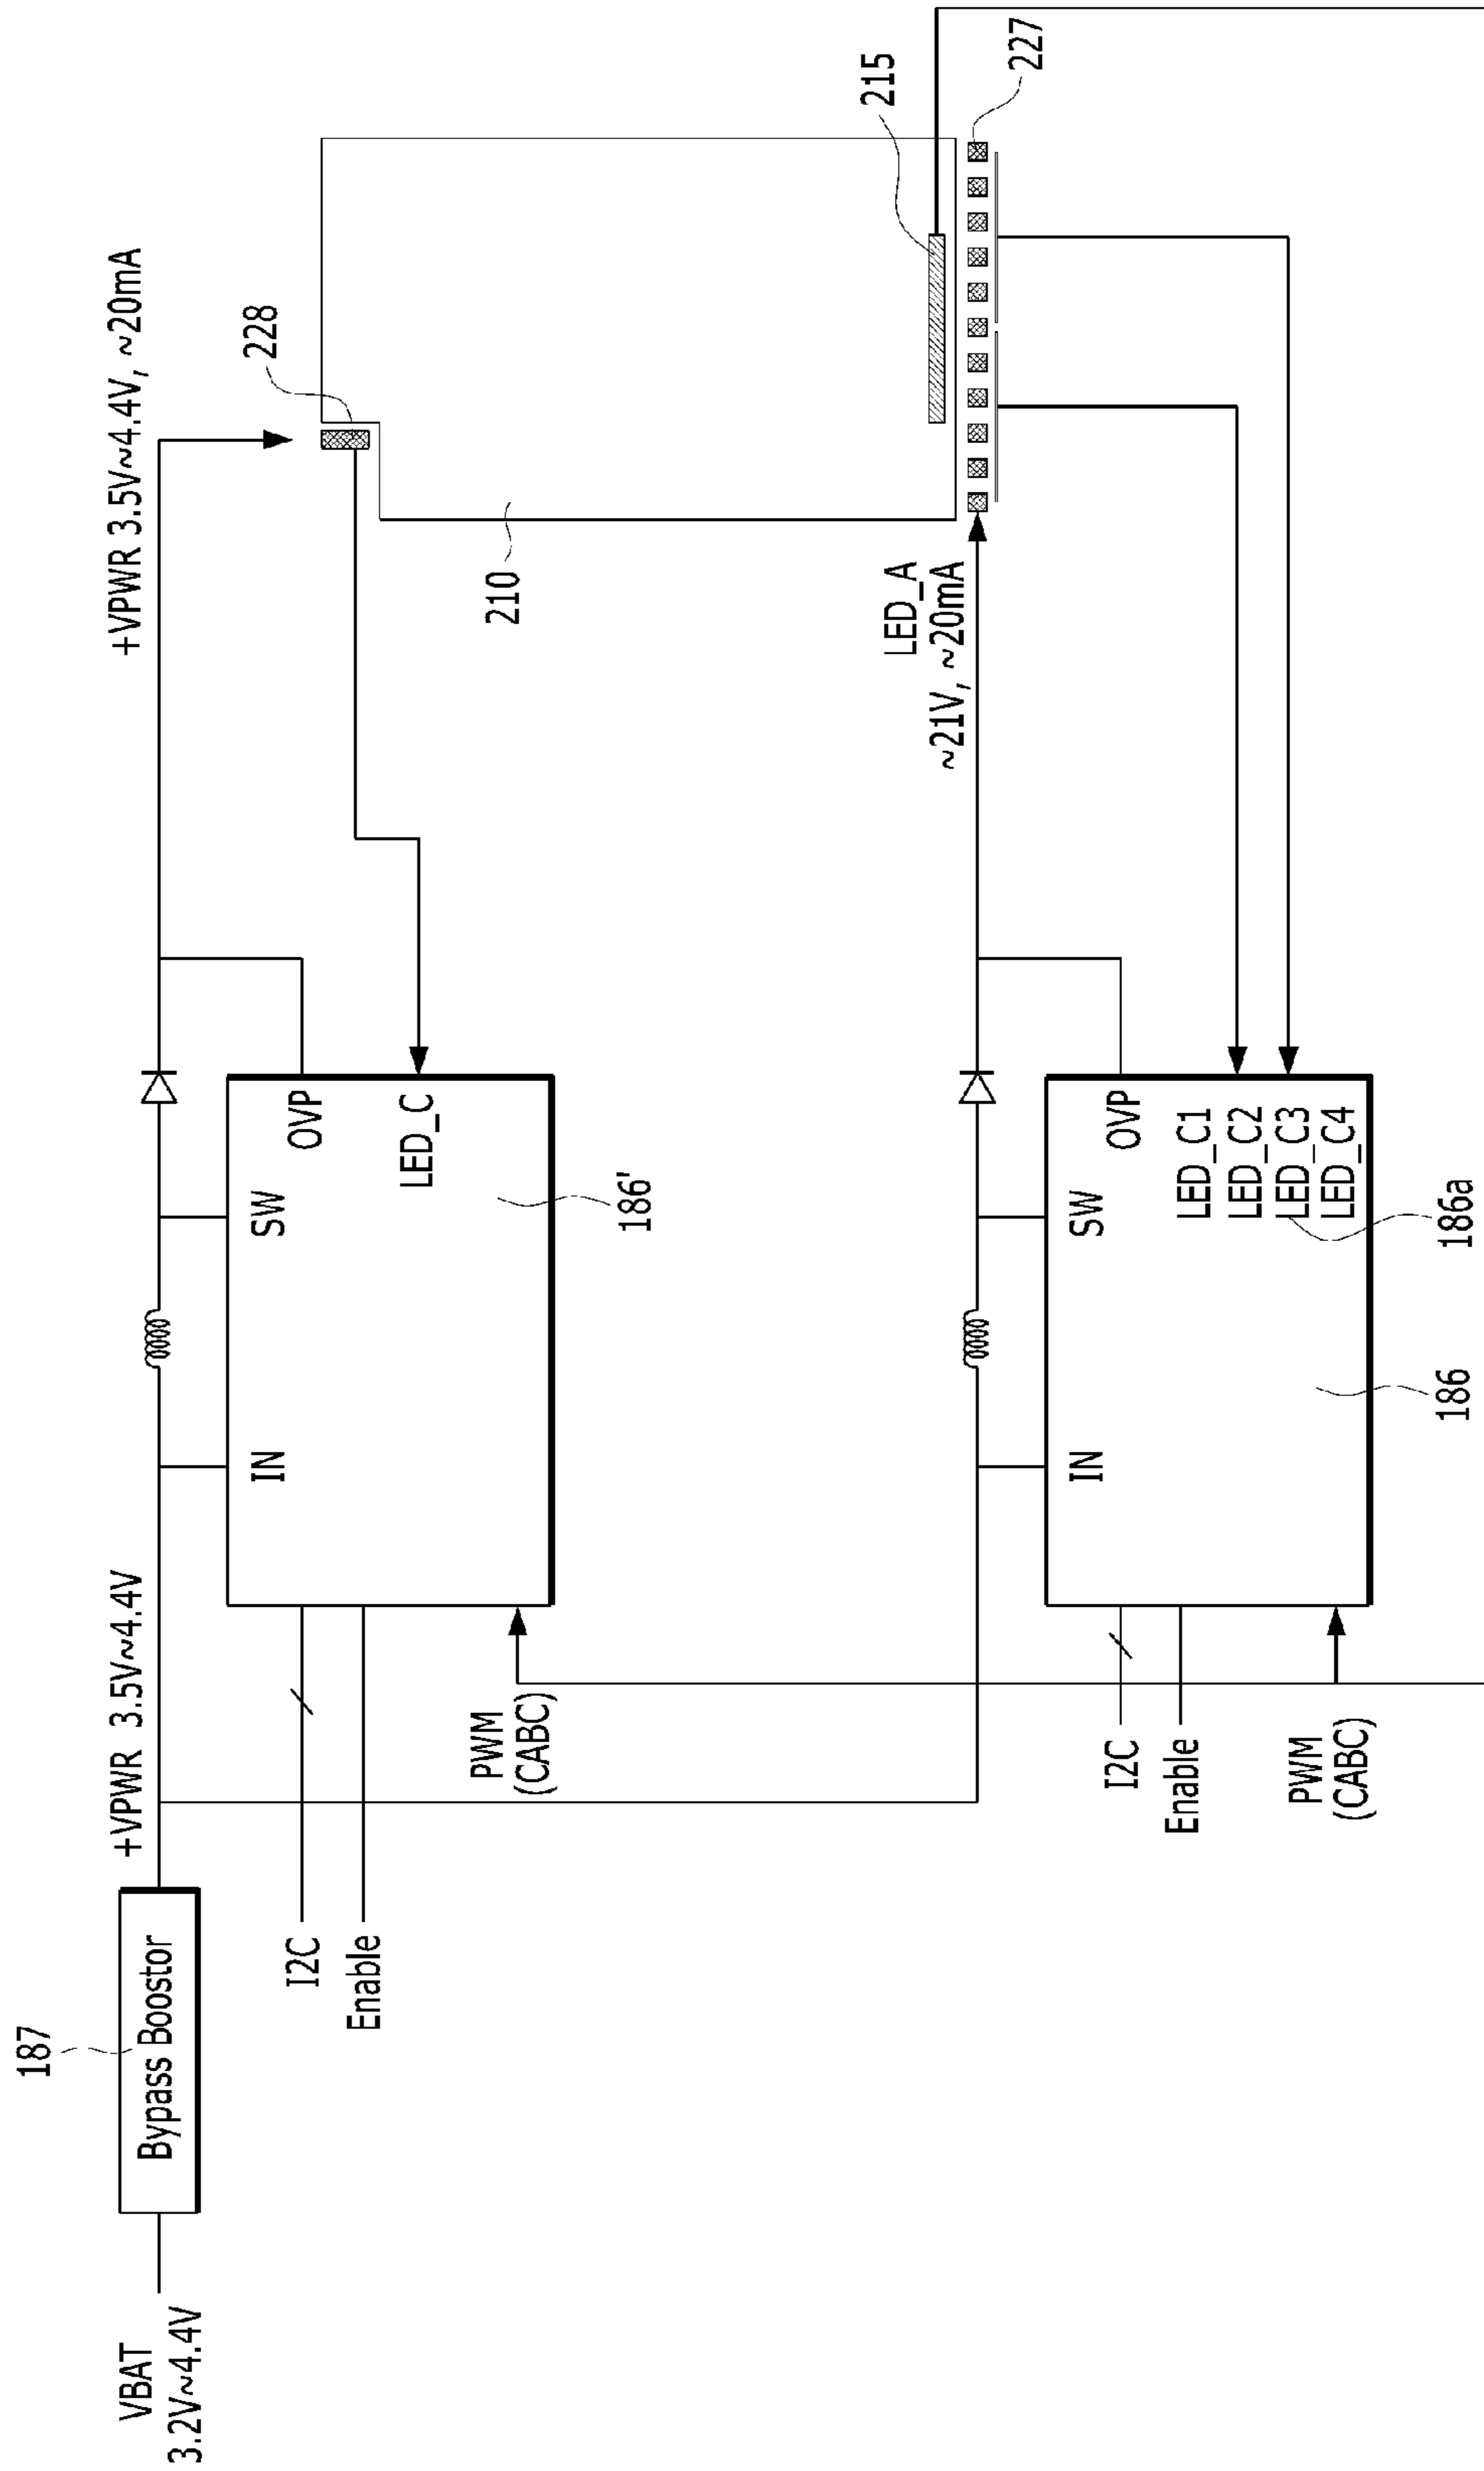 187
VBAT
3.2V~4.4V
Bypass Boostor
+VPWR 3.5V~4.4V
+VPWR 3.5V~4.4V, ~20mA
228
I2C
Enable
PWM
(CABC)
IN
SW
OVP
LED_C
186'
210
215
227
LED_A
~21V, ~20mA
I2C
Enable
PWM
(CABC)
IN
SW
OVP
LED_C1
LED_C2
LED_C3
LED_C4
186
186a